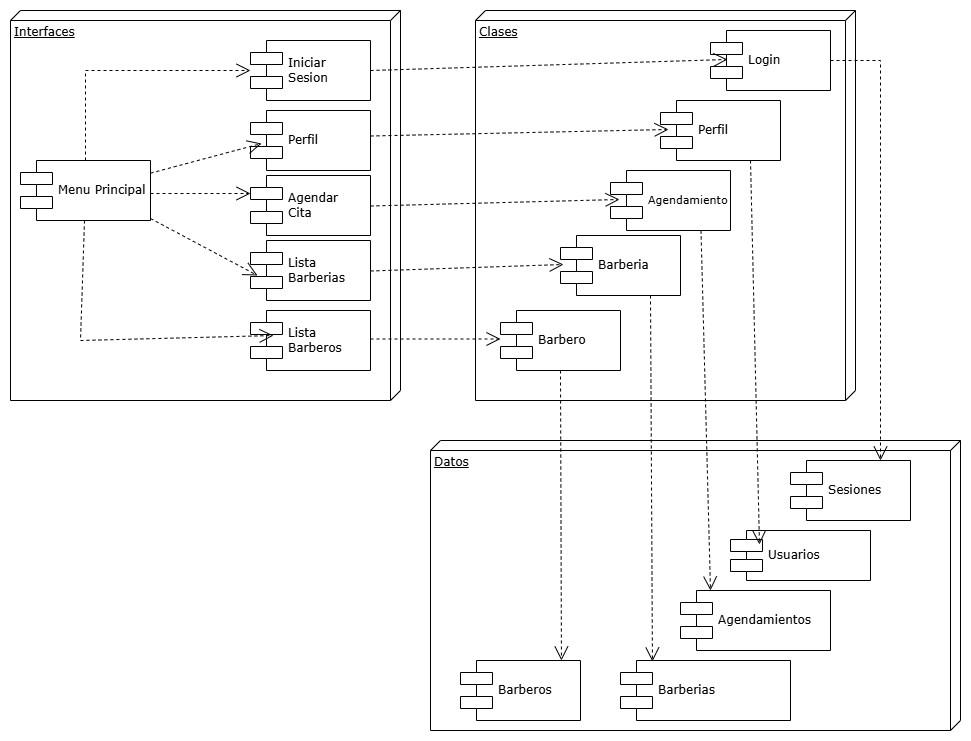 Interfaces
Iniciar
Sesion
Perfil
Menu Principal
Agendar
Cita
Lista
Barberias
Lista
Barberos
Clases
Login
Perfil
Agendamiento
Barberia
Barbero
Datos
Sesiones
Usuarios
Agendamientos
Barberos
Barberias